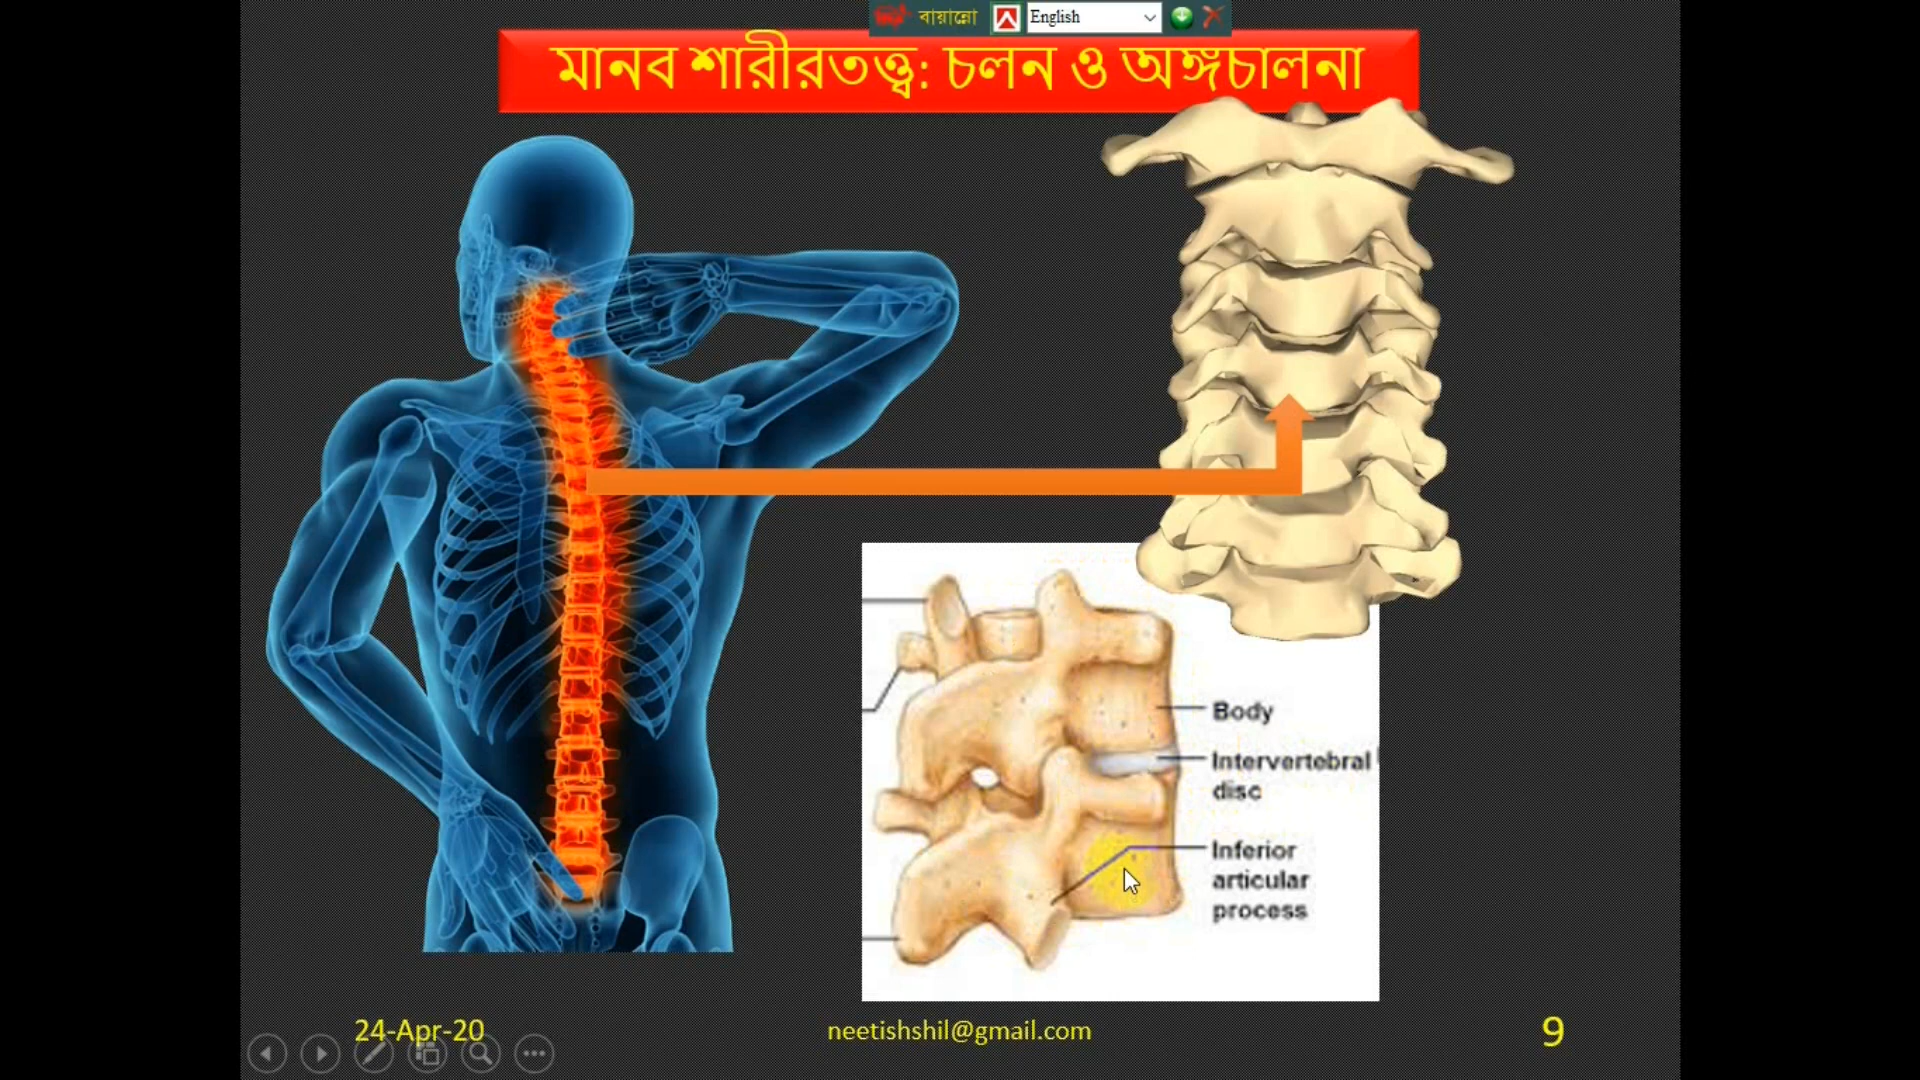 বায়ান্নো
English
মানব শারীরতত্ত্ব: চলন ও অঙ্গচালনা
Body
Intervertebral
disc
Inferior
articular
process
24-Apr-20
neetishshil@gmail.com
9